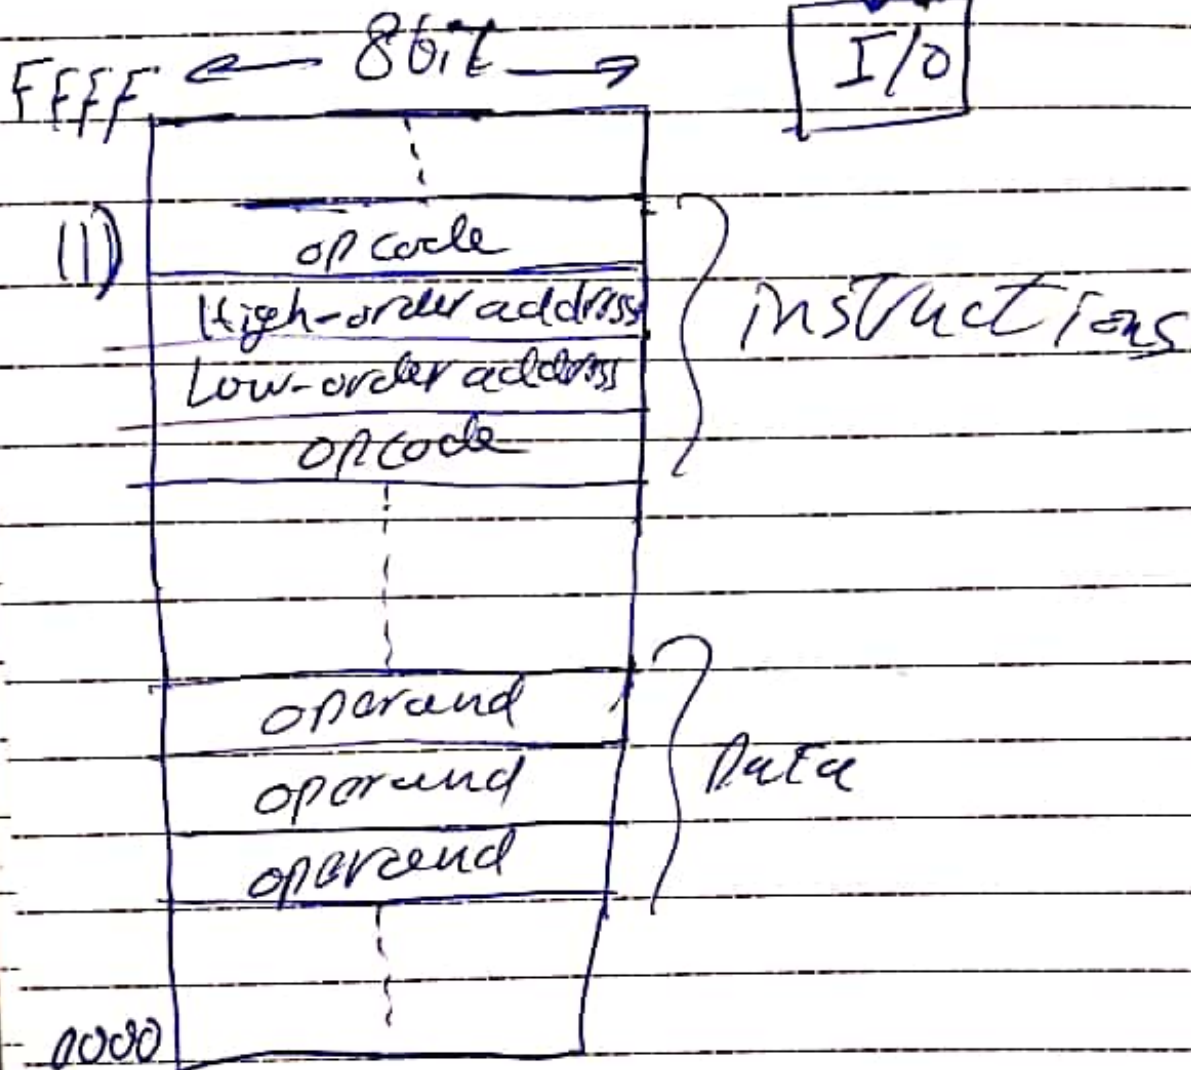 8bit
I/O
FFFF
(1)
opcode
High-order address
instructions
Low-order address
opcode
operand
operand
Data
operand
0000